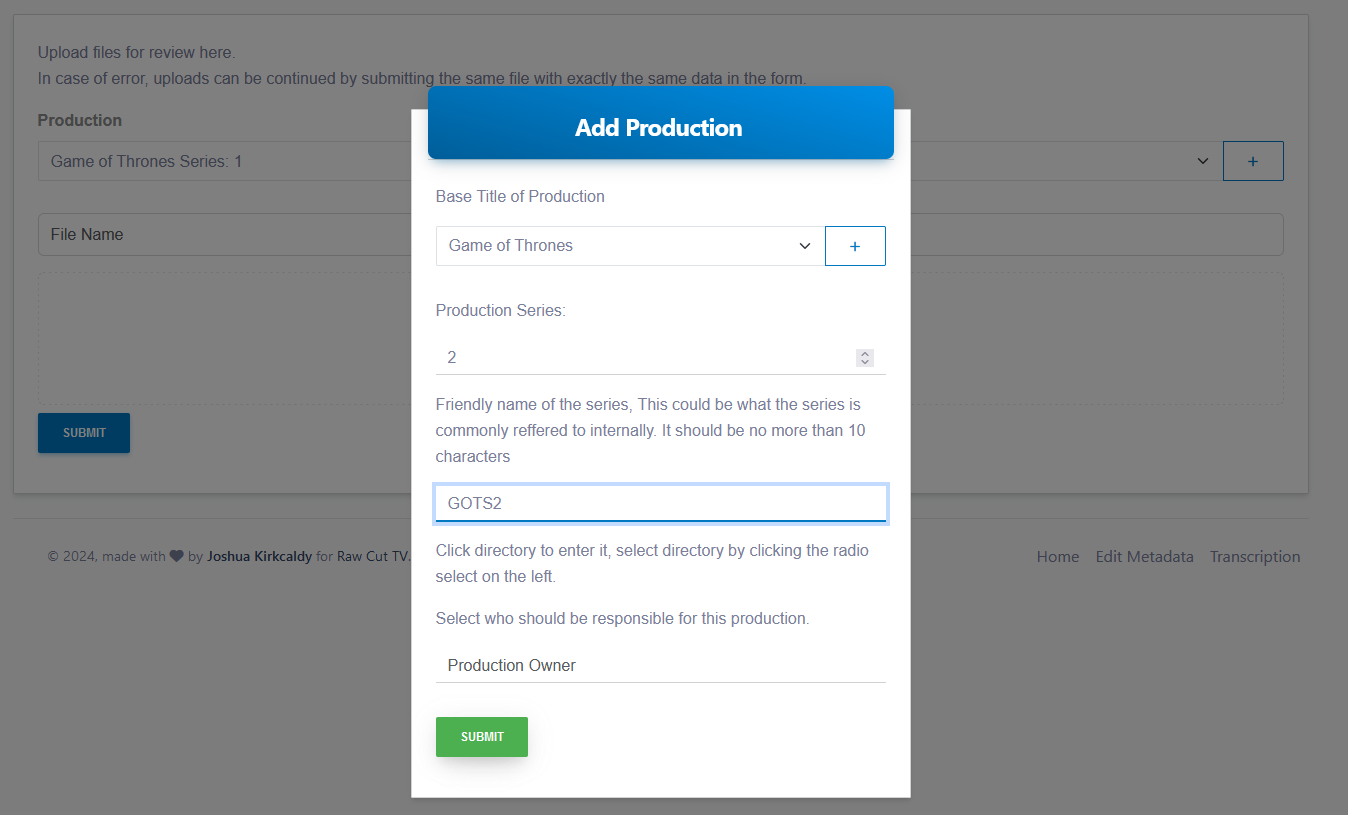 Upload files for review here.
In case of error, uploads can be continued by submitting the same file with exactly the same data in the form.
Production
Game of Thrones Series: 1
+
File Name
SUBMIT
Add Production
Base Title of Production
Game of Thrones
+
Production Series:
2
Friendly name of the series, This could be what the series is
commonly reffered to internally. It should be no more than 10
characters
GOTS2
Click directory to enter it, select directory by clicking the radio
select on the left.
Select who should be responsible for this production.
Production Owner
SUBMIT
© 2024, made with ♥ by Joshua Kirkcaldy for Raw Cut TV.
Home Edit Metadata Transcription